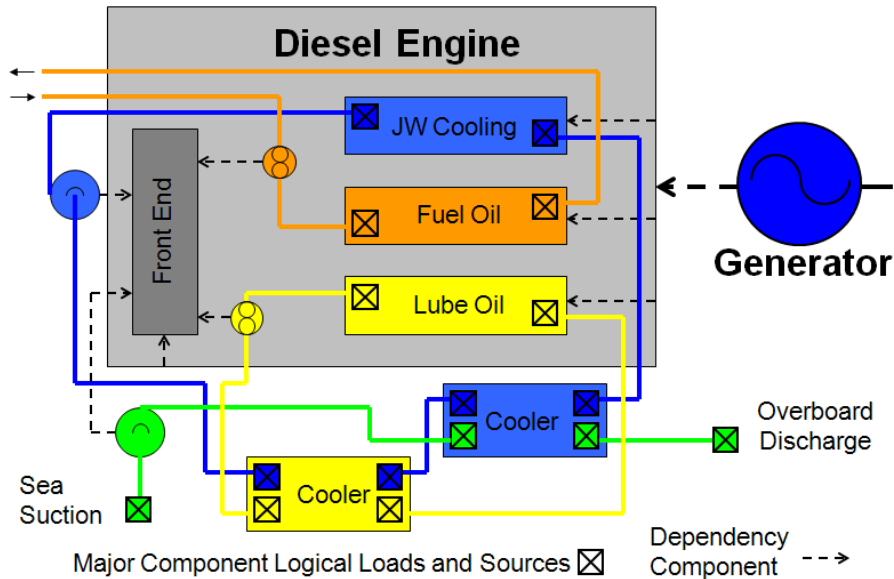 Diesel Engine
JW Cooling
Front End
Fuel Oil
Generator
Lube Oil
Cooler
Overboard
Discharge
Sea
Suction
Cooler
Major Component Logical Loads and Sources
Dependency
Component